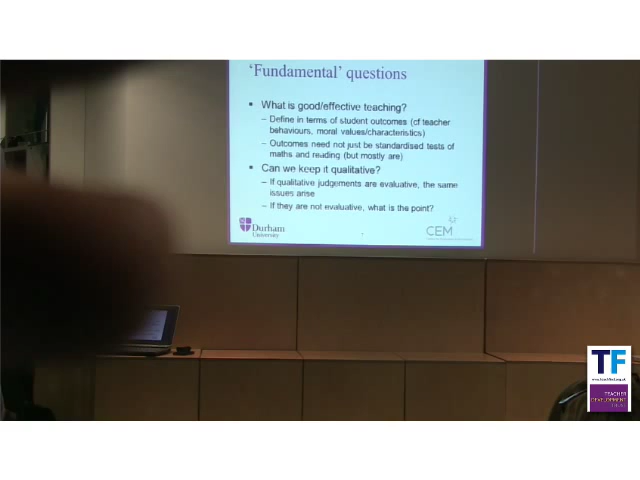 'Fundamental' questions
• What is good/effective teaching?
– Define in terms of student outcomes (cf teacher
behaviours, moral values/characteristics)
– Outcomes need not just be standardised tests of
maths and reading (but mostly are)
• Can we keep it qualitative?
– If qualitative judgements are evaluative, the same
issues arise
– If they are not evaluative, what is the point?
Durham
University
CEM
TF
TEACHER
DEVELOPMENT